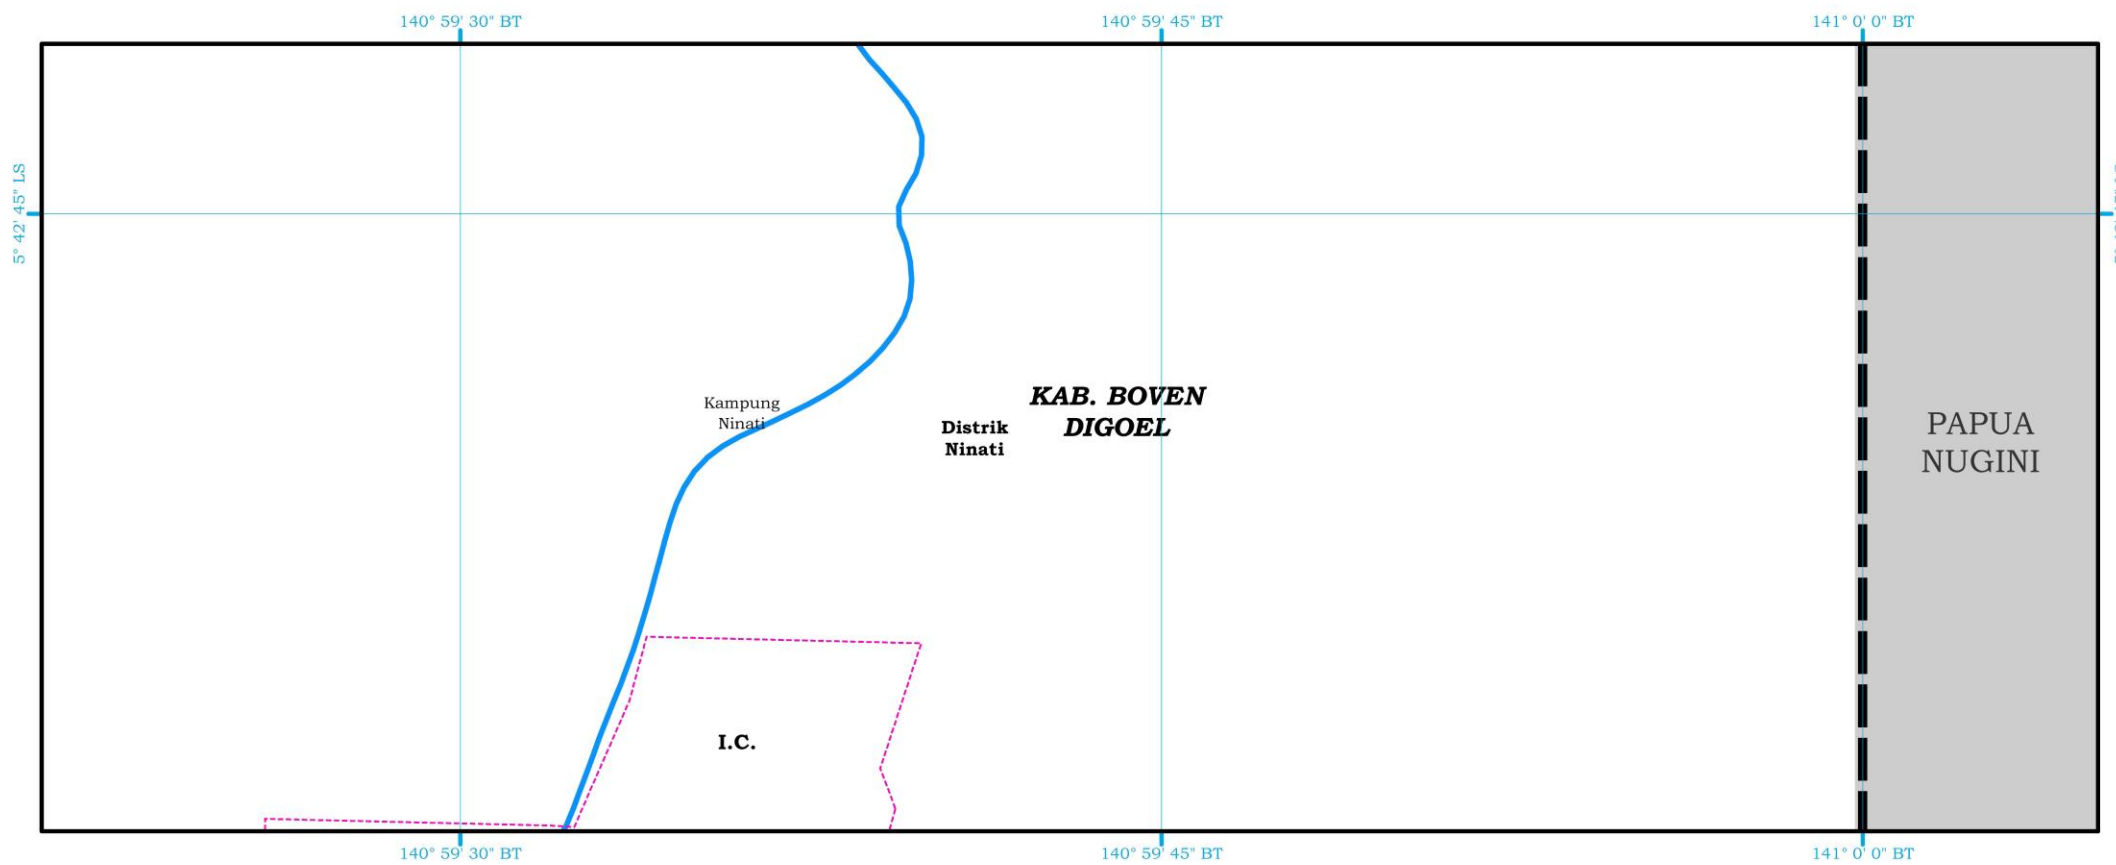 140° 59' 30" BT
140° 59' 45" BT
141° 0' 0" BT
5° 42' 45" LS
KAB. BOVEN
DIGOEL
Kampung
Ninati
Distrik
Ninati
PAPUA
NUGINI
I.C.
140° 59' 30" BT
140° 59' 45" BT
141° 0' 0" BT